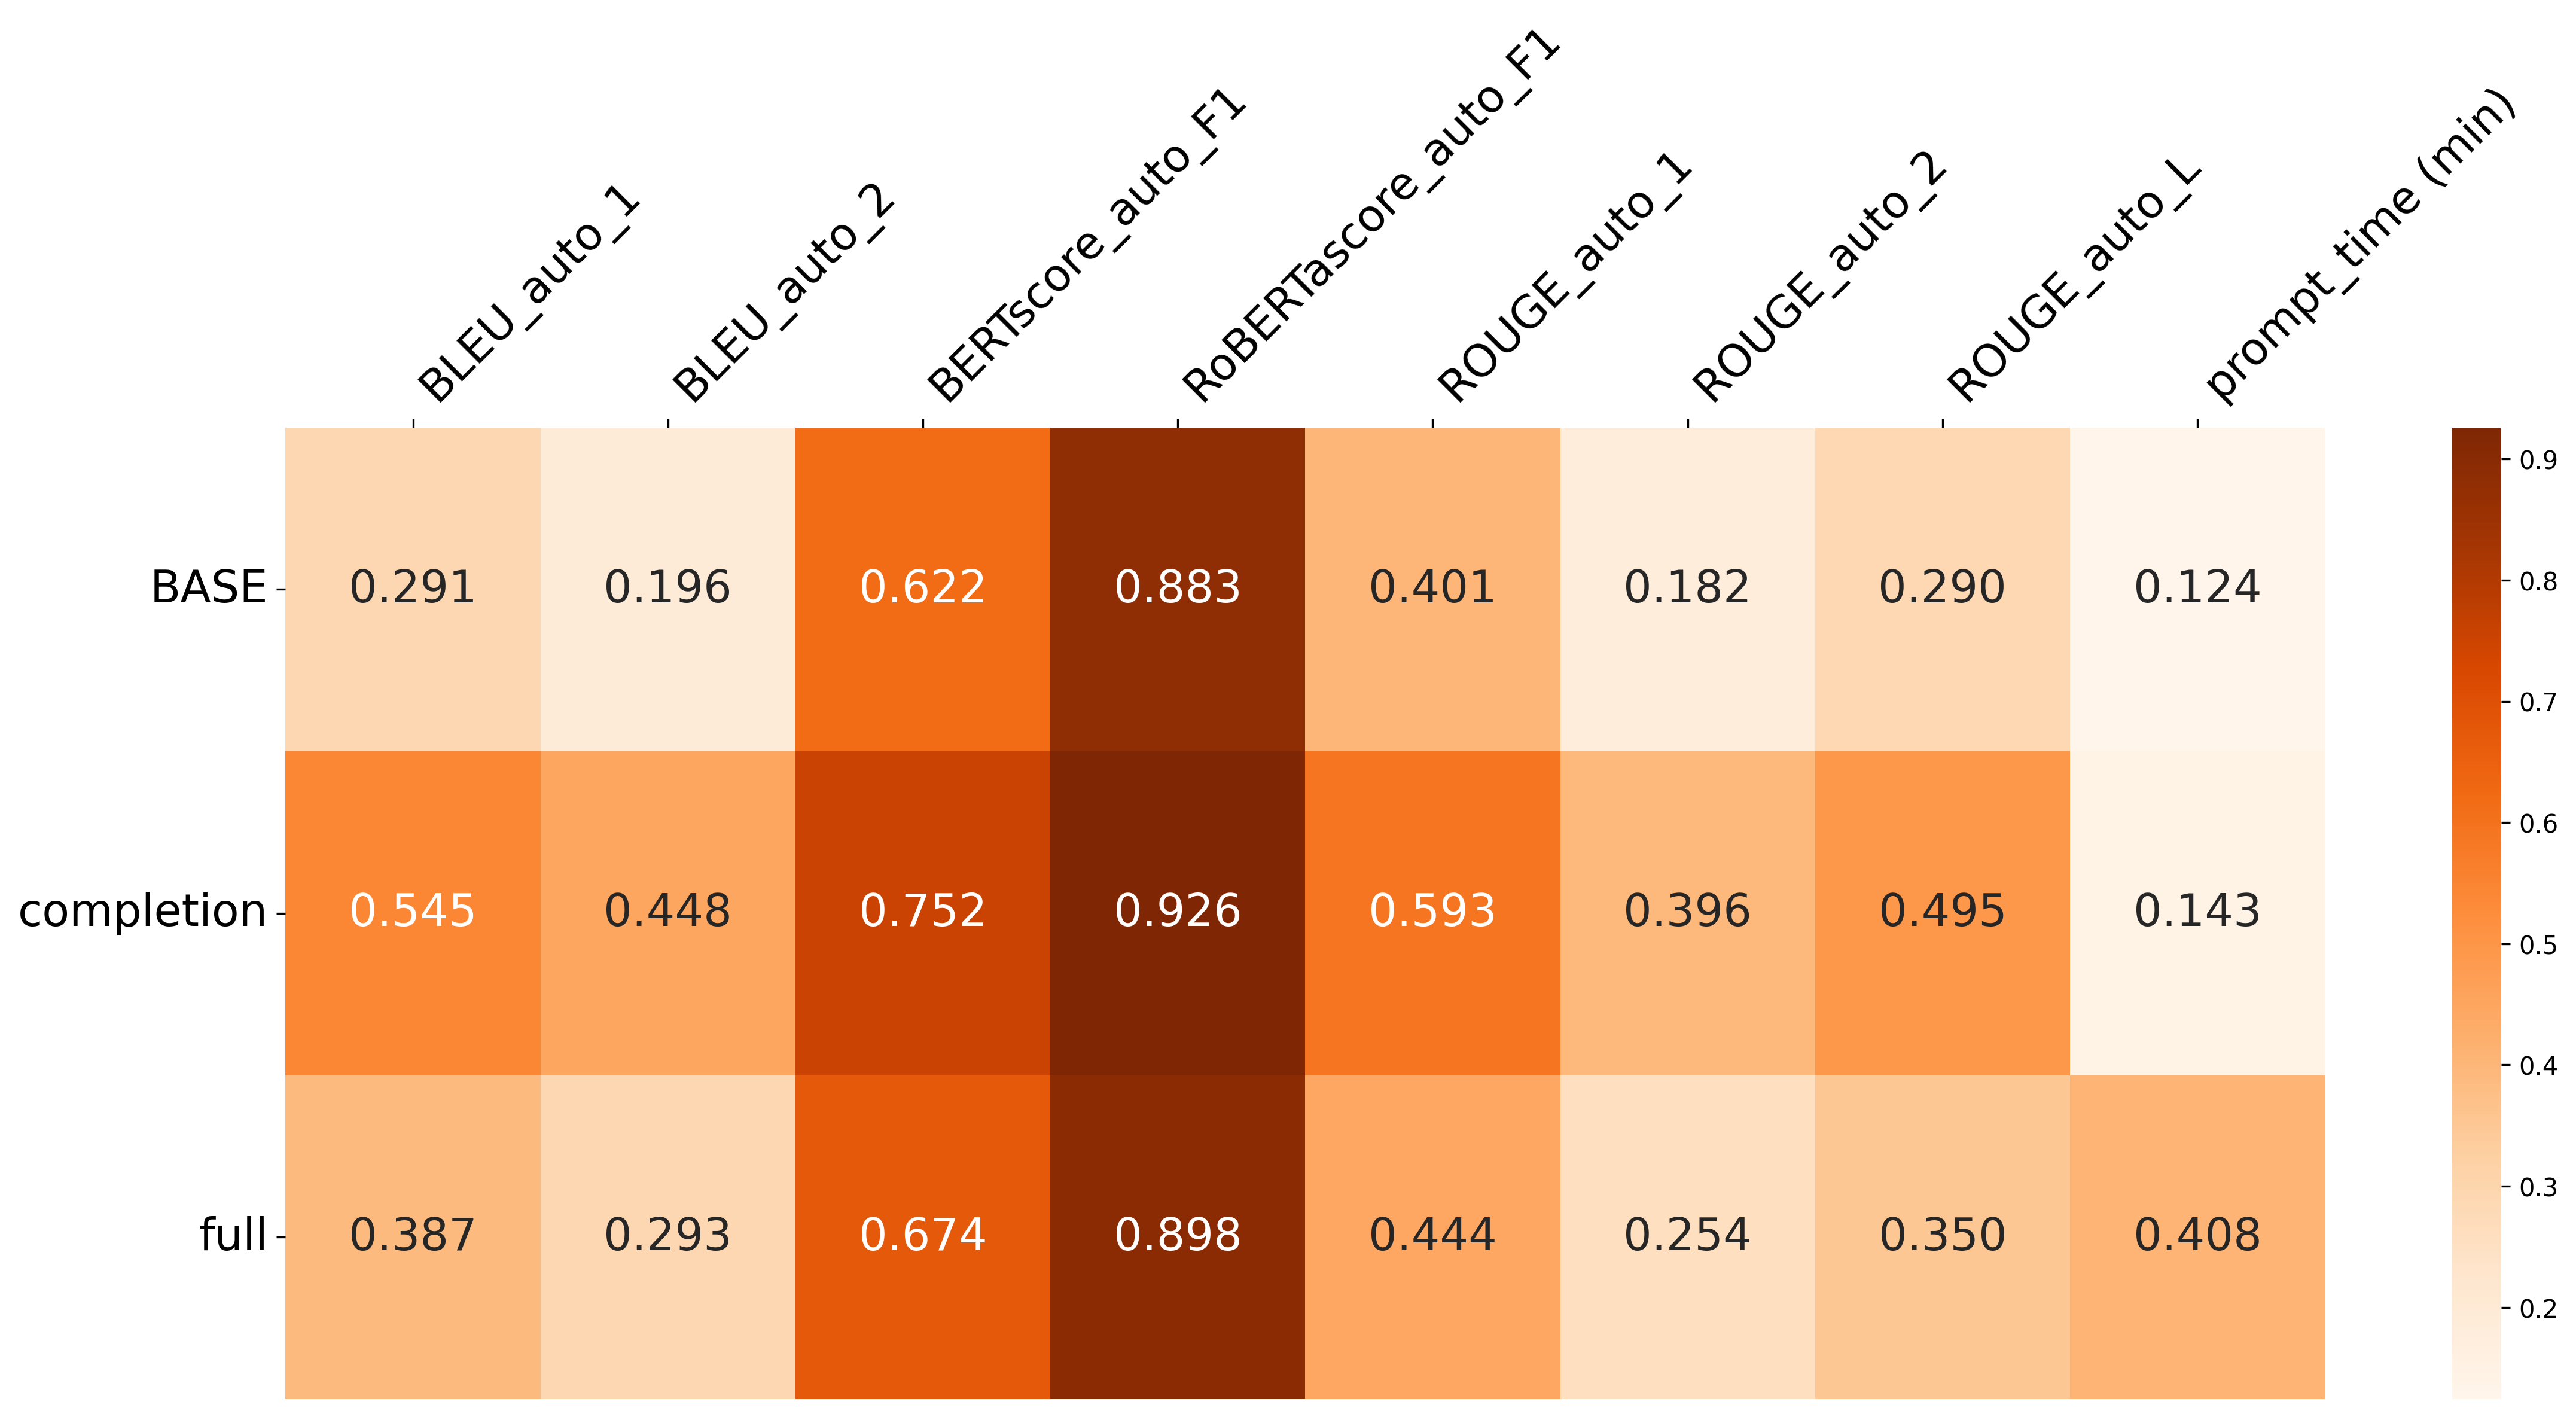 BLEU_auto_1
BLEU_auto_2
BERTscore_auto_F1
RoBERTascore_auto_F1
ROUGE_auto_1
ROUGE_auto_2
ROUGE_auto_L
prompt_time (min)
BASE 0.291 0.196 0.622 0.883 0.401 0.182 0.290 0.124
completion 0.545 0.448 0.752 0.926 0.593 0.396 0.495 0.143
full 0.387 0.293 0.674 0.898 0.444 0.254 0.350 0.408
0.9
0.8
0.7
0.6
0.5
0.4
0.3
0.2